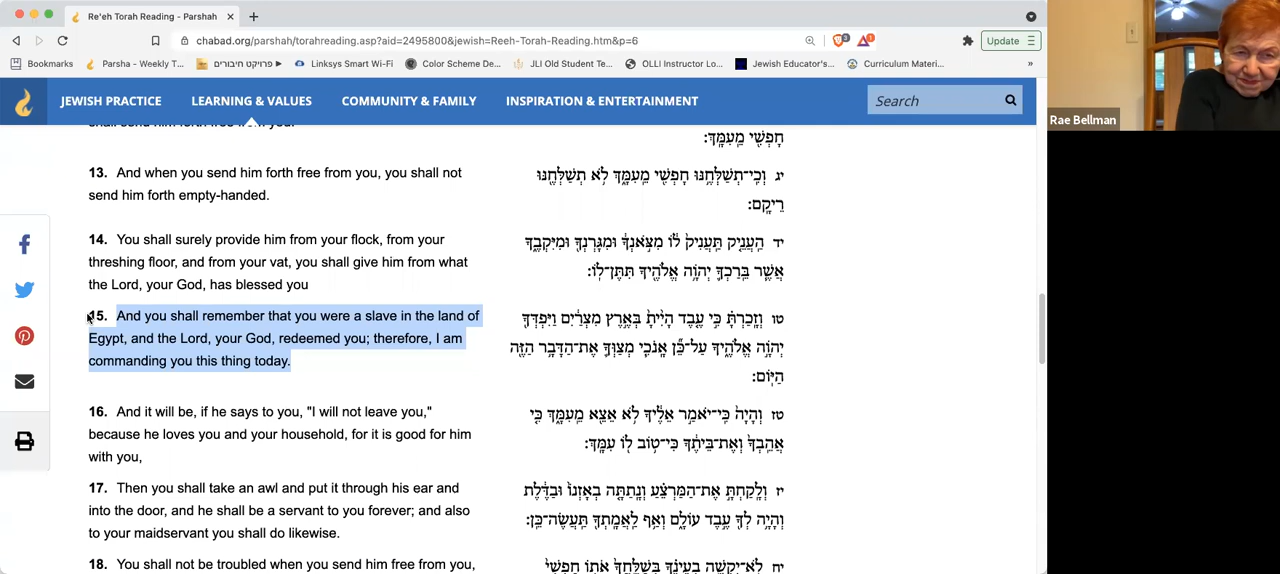 Re'eh Torah Reading - Parshah
chabad.org/parshah/torahreading.asp?aid=2495800&jewish=Reeh-Torah-Reading.htm&p=6
Update
Bookmarks Parsha - Weekly T... פרויקט חיבורים Linksys Smart Wi-Fi Color Scheme De... JLI Old Student Te... OLLI Instructor Lo... Jewish Educator's... Curriculum Materi... »
JEWISH PRACTICE LEARNING & VALUES COMMUNITY & FAMILY INSPIRATION & ENTERTAINMENT Search
Rae Bellman
shall send him forth free from you.
חָפְשִׁ֖י מֵֽעִמָּֽךְ:
13. And when you send him forth free from you, you shall not
send him forth empty-handed.
יג וְכִֽי־תְשַׁלְּחֶ֥נּוּ חָפְשִׁ֖י מֵֽעִמָּ֑ךְ לֹ֥א תְשַׁלְּחֶ֖נּוּ
רֵיקָֽם:
14. You shall surely provide him from your flock, from your
threshing floor, and from your vat, you shall give him from what
the Lord, your God, has blessed you
יד הַֽעֲנֵ֤יק תַּֽעֲנִיק֙ ל֔וֹ מִצֹּ֣אנְךָ֔ וּמִגָּרְנְךָ֖ וּמִיִּקְבֶ֑ךָ
אֲשֶׁ֧ר בֵּֽרַכְךָ֛ יְהֹוָ֥ה אֱלֹהֶ֖יךָ תִּתֶּן־לֽוֹ:
15. And you shall remember that you were a slave in the land of
Egypt, and the Lord, your God, redeemed you; therefore, I am
commanding you this thing today.
טו וְזָֽכַרְתָּ֗ כִּ֣י עֶ֤בֶד הָיִ֨יתָ֙ בְּאֶ֣רֶץ מִצְרַ֔יִם וַיִּפְדְּךָ֖
יְהֹוָ֣ה אֱלֹהֶ֑יךָ עַל־כֵּ֞ן אָֽנֹכִ֧י מְצַוְּךָ֛ אֶת־הַדָּבָ֥ר הַזֶּ֖ה
הַיּֽוֹם:
16. And it will be, if he says to you, "I will not leave you,"
because he loves you and your household, for it is good for him
with you,
טז וְהָיָה֙ כִּֽי־יֹאמַ֣ר אֵלֶ֔יךָ לֹ֥א אֵצֵ֖א מֵֽעִמָּ֑ךְ כִּ֤י
אֲהֵֽבְךָ֙ וְאֶת־בֵּיתֶ֔ךָ כִּי־ט֥וֹב ל֖וֹ עִמָּֽךְ:
17. Then you shall take an awl and put it through his ear and
into the door, and he shall be a servant to you forever; and also
to your maidservant you shall do likewise.
יז וְלָֽקַחְתָּ֣ אֶת־הַמַּרְצֵ֗עַ וְנָֽתַתָּ֤ה בְאָזְנוֹ֙ וּבַדֶּ֔לֶת
וְהָיָ֥ה לְךָ֖ עֶ֣בֶד עוֹלָ֑ם וְאַ֥ף לַֽאֲמָֽתְךָ֖ תַּֽעֲשֶׂה־כֵּֽן:
18. You shall not be troubled when you send him free from you,
יח לֹֽא־יִקְשֶׁ֣ה בְעֵינֶ֗ךָ בְּשַׁלֵּֽחֲךָ֙ אֹת֤וֹ חָפְשִׁי֙